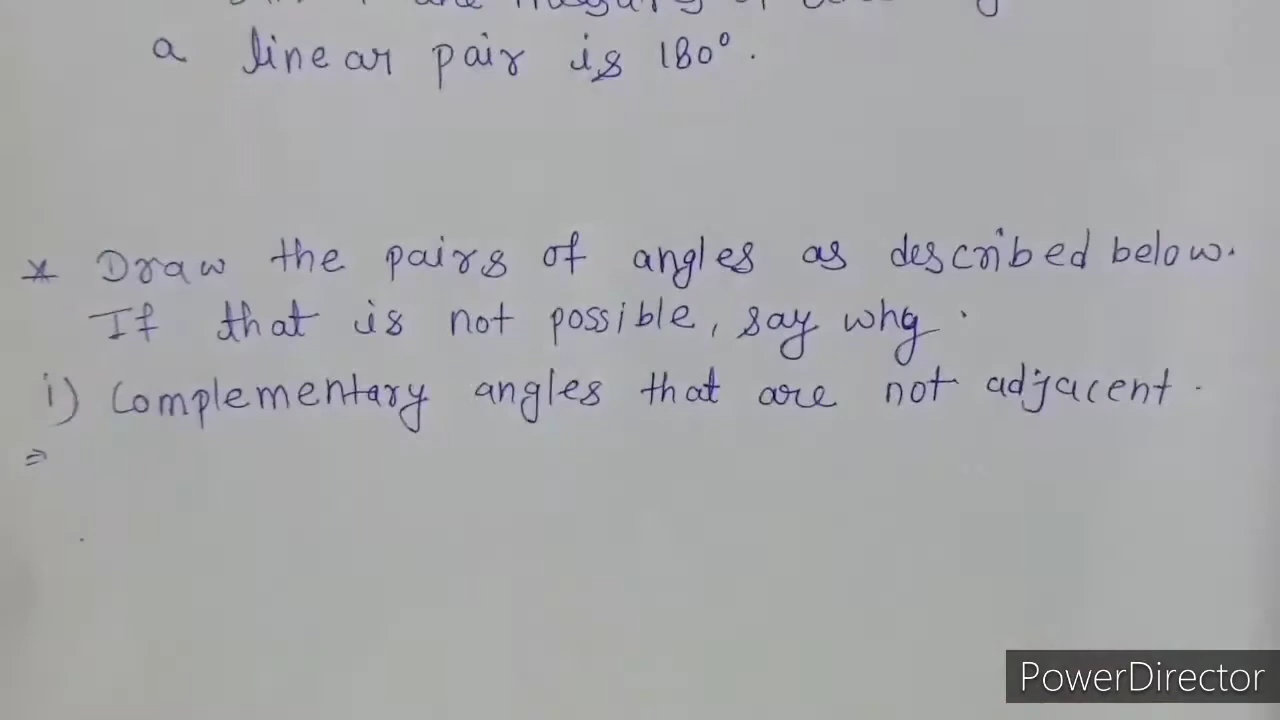 a linear pair is 180°.
* Draw the pairs of angles as described below.
If that is not possible, say why.
i) Complementary angles that are not adjacent.
⇒
PowerDirector